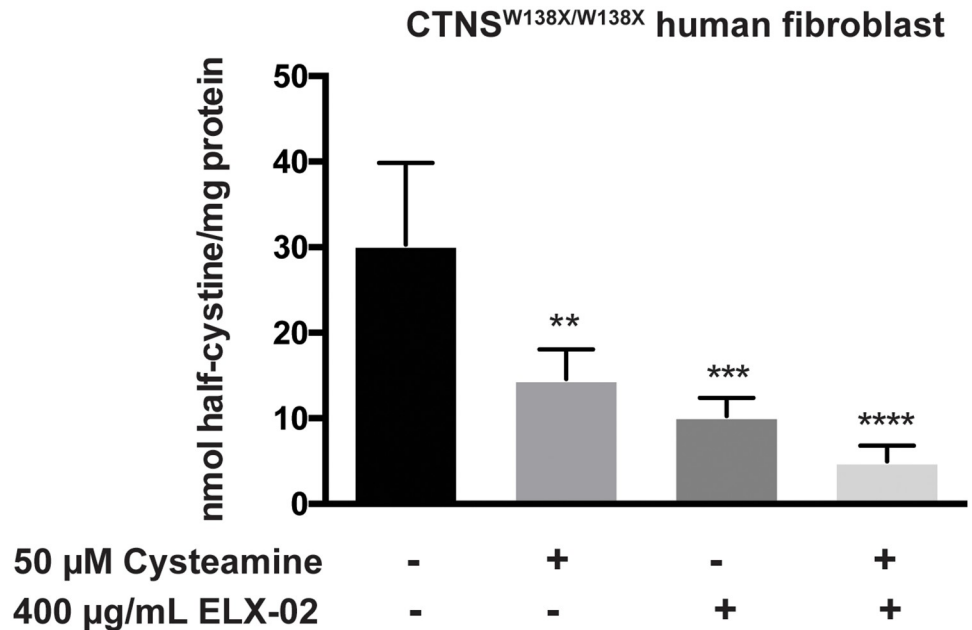 CTNSW138X/W138X human fibroblast
nmol half-cystine/mg protein
50
40
30
20
10
0
**
***
****
50 µM Cysteamine - + - +
400 µg/mL ELX-02 - - + +